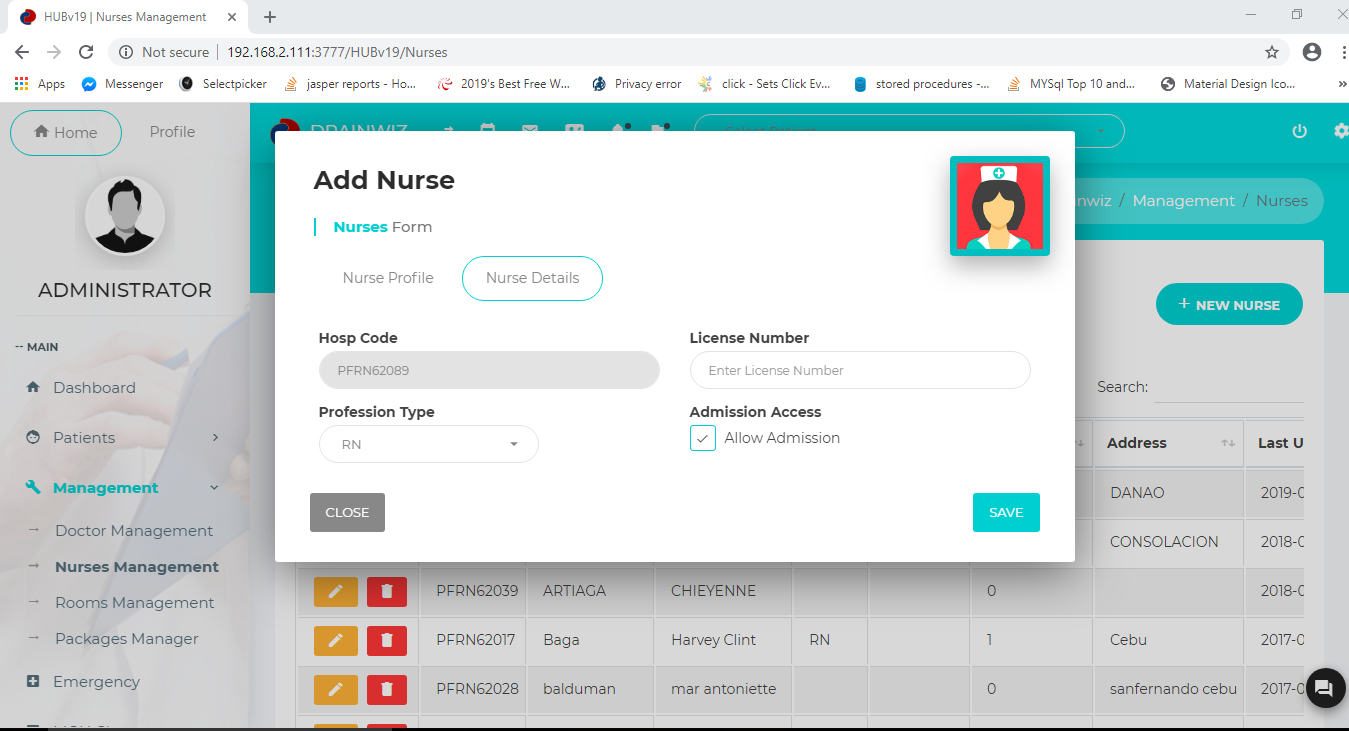 HUBv19 | Nurses Management
Not secure
192.168.2.111:3777/HUBv19/Nurses
Apps
Messenger
Selectpicker
jasper reports - Ho...
2019's Best Free W...
Privacy error
click - Sets Click Ev...
stored procedures -...
MYSql Top 10 and...
Material Design Ico...
»
Home
Profile
ADMINISTRATOR
-- MAIN
Dashboard
Patients
Management
Doctor Management
Nurses Management
Rooms Management
Packages Manager
Emergency
inwiz / Management / Nurses
+ NEW NURSE
Search:
Add Nurse
Nurses Form
Nurse Profile
Nurse Details
Hosp Code
License Number
PFRN62089
Enter License Number
Profession Type
Admission Access
RN
Allow Admission
CLOSE
SAVE
Address
Last U
DANAO
2019-0
CONSOLACION
2018-0
PFRN62039 ARTIAGA CHIEYENNE 0 2018-0
PFRN62017 Baga Harvey Clint RN 1 Cebu 2017-0
PFRN62028 balduman mar antoniette 0 sanfernando cebu 2017-0